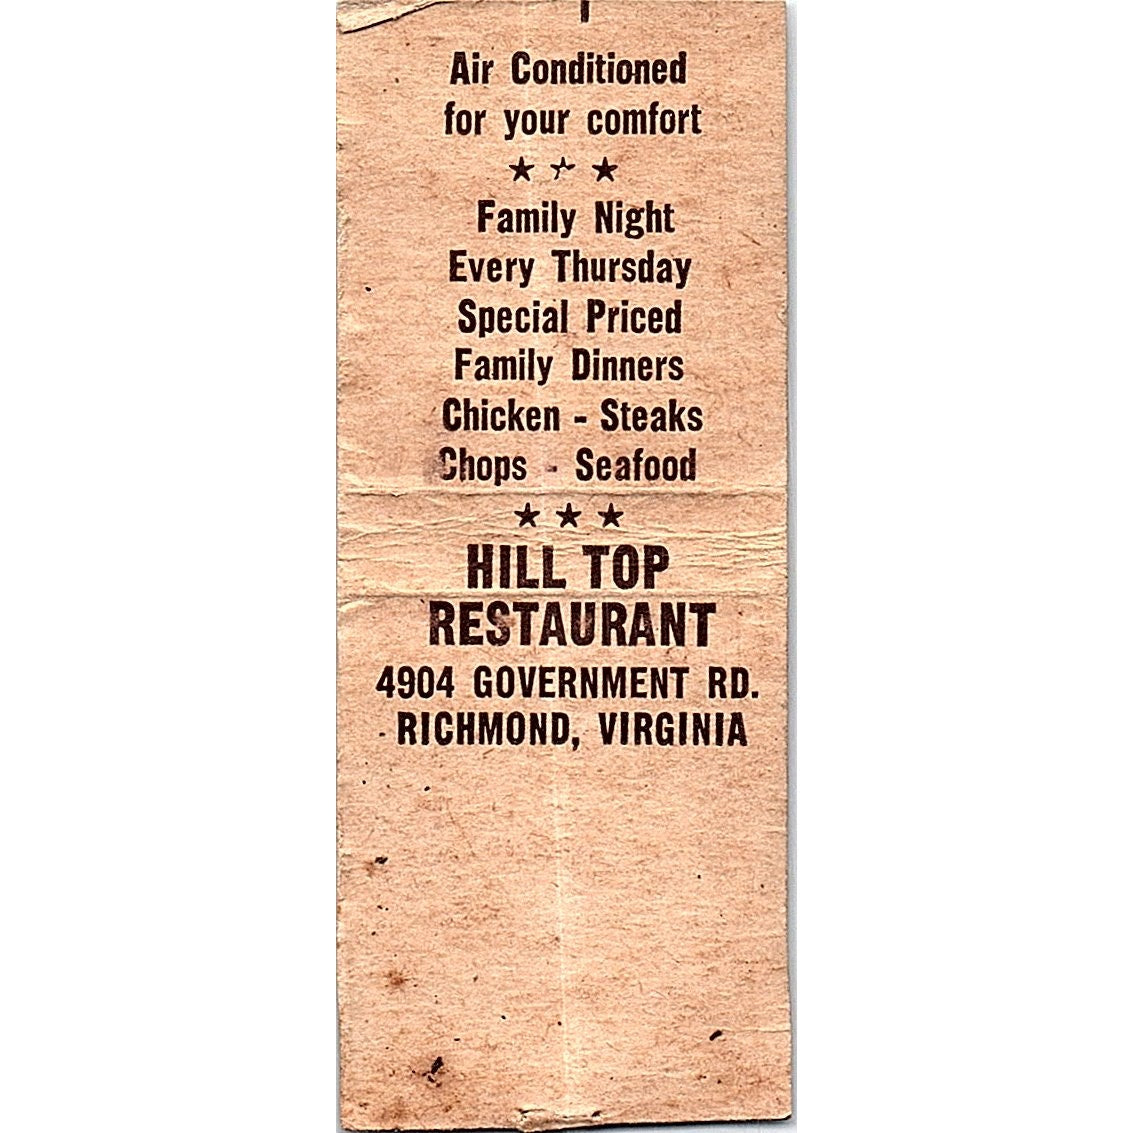 Air Conditioned
for your comfort
★ ★ ★
Family Night
Every Thursday
Special Priced
Family Dinners
Chicken - Steaks
Chops - Seafood
★ ★ ★
HILL TOP
RESTAURANT
4904 GOVERNMENT RD.
RICHMOND, VIRGINIA